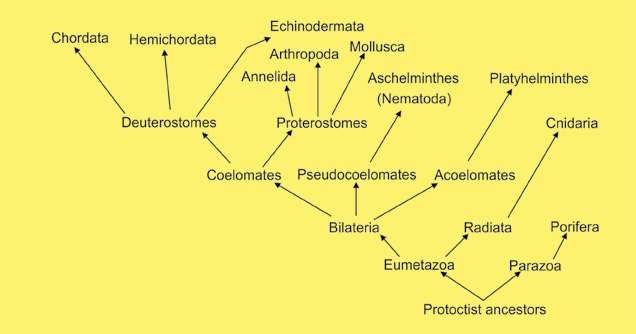 Echinodermata
Chordata
Hemichordata
Arthropoda
Mollusca
Annelida
Aschelminthes
(Nematoda)
Platyhelminthes
Deuterostomes
Proterostomes
Cnidaria
Coelomates
Pseudocoelomates
Acoelomates
Bilateria
Radiata
Porifera
Eumetazoa
Parazoa
Protoctist ancestors